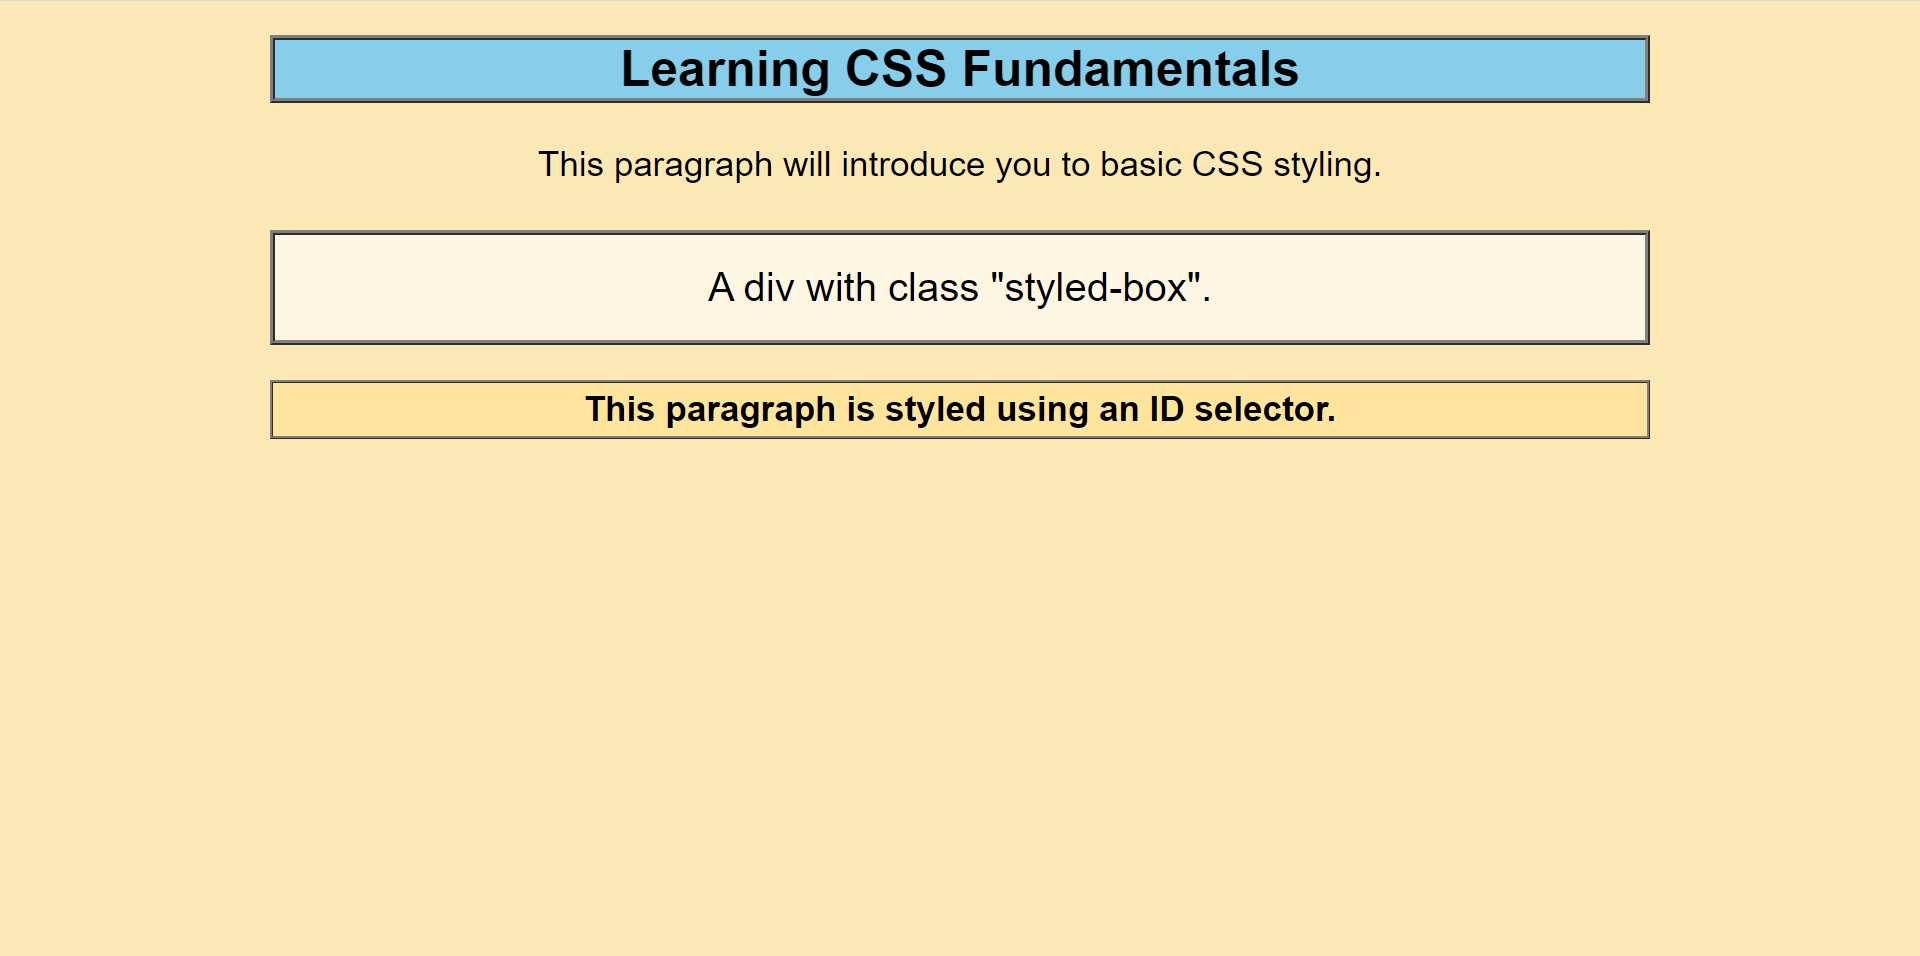 Learning CSS Fundamentals
This paragraph will introduce you to basic CSS styling.
A div with class "styled-box".
This paragraph is styled using an ID selector.